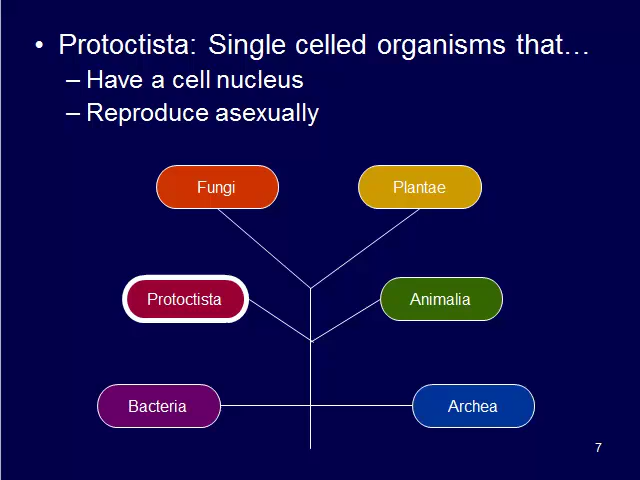 • Protoctista: Single celled organisms that…
– Have a cell nucleus
– Reproduce asexually
Fungi
Plantae
Protoctista
Animalia
Bacteria
Archea
7